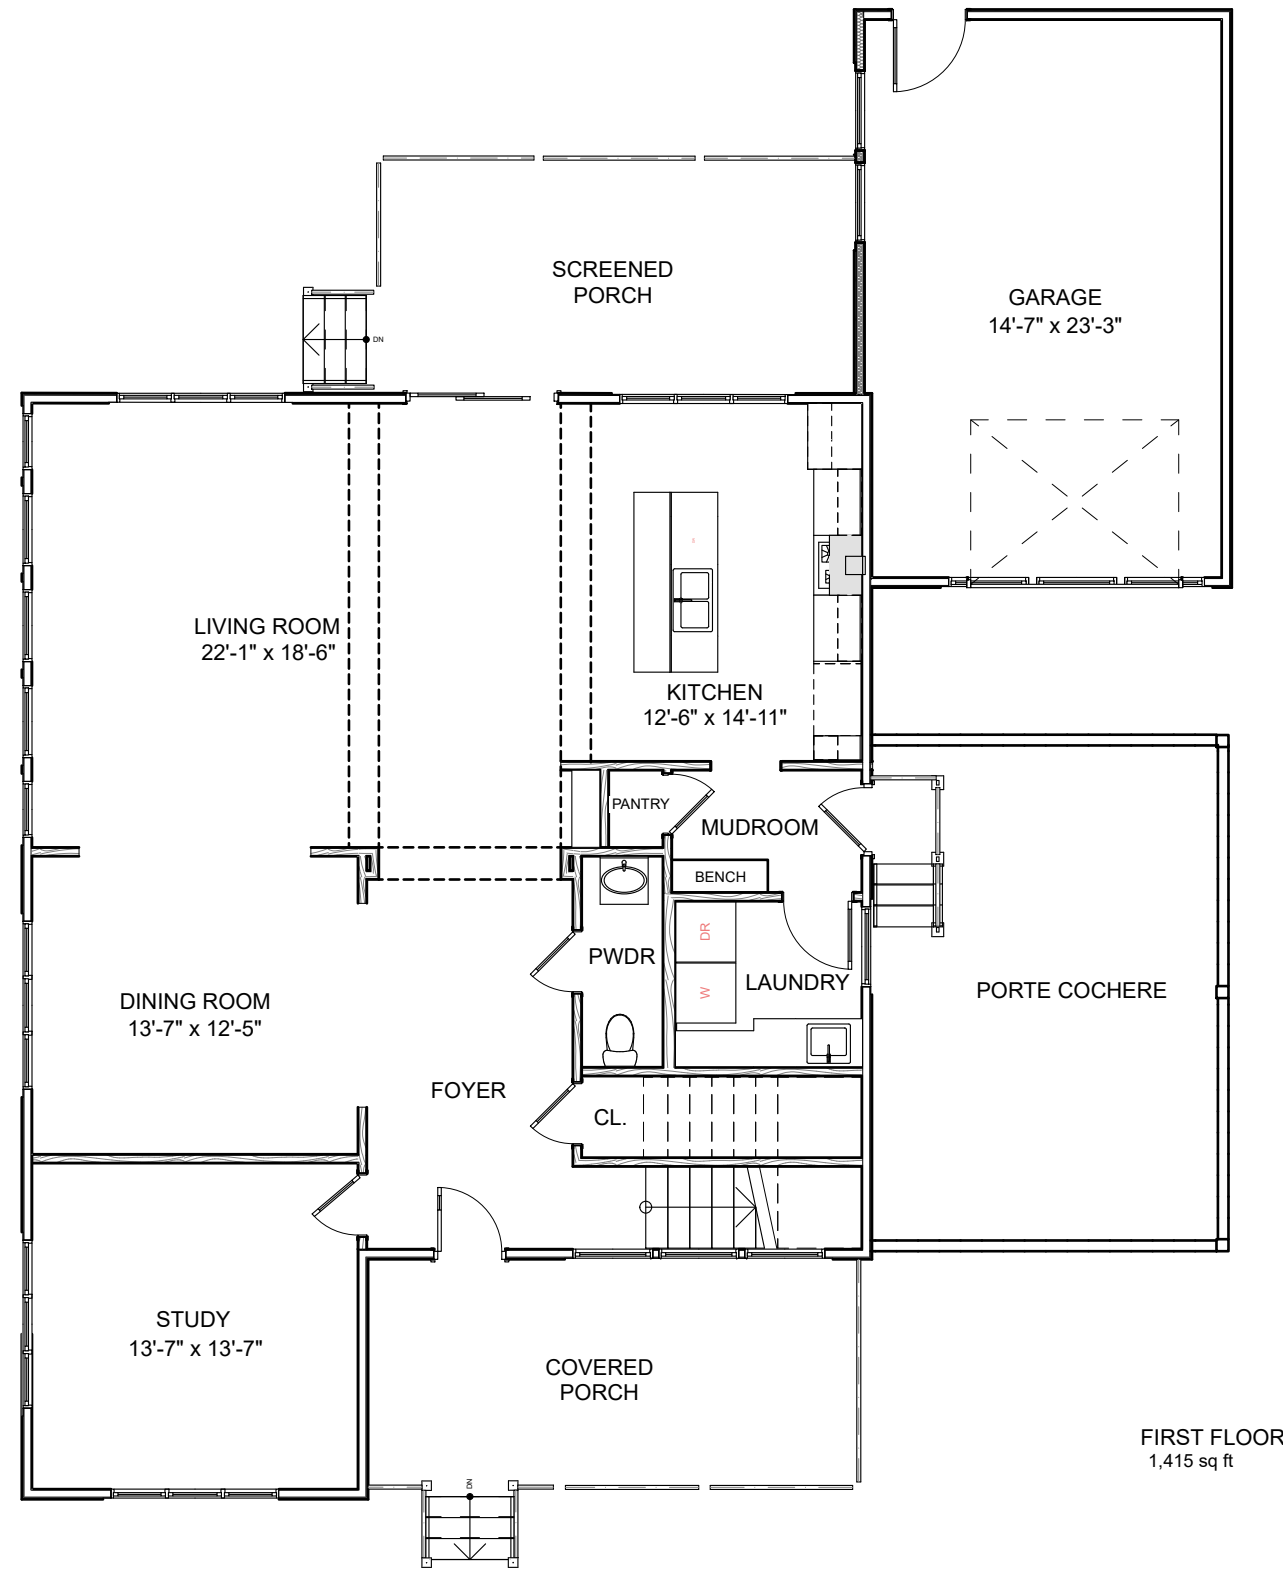 SCREENED
PORCH
GARAGE
14'-7" x 23'-3"
DN
LIVING ROOM
22'-1" x 18'-6"
KITCHEN
12'-6" x 14'-11"
PANTRY
MUDROOM
BENCH
DR
PWDR
LAUNDRY
W
PORTE COCHERE
DINING ROOM
13'-7" x 12'-5"
FOYER
CL.
STUDY
13'-7" x 13'-7"
COVERED
PORCH
FIRST FLOOR
1,415 sq ft
DN